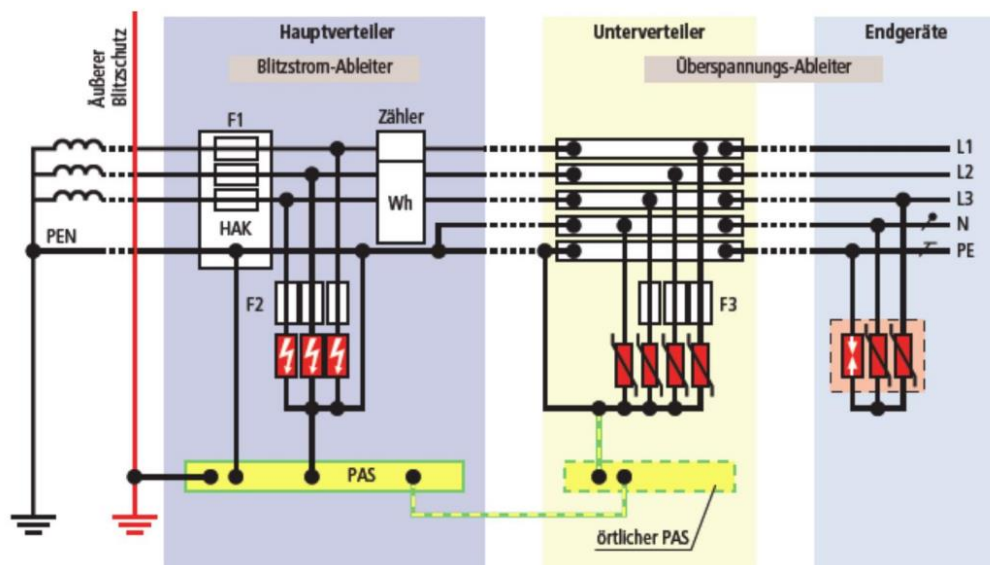 Äußerer
Blitzschutz
Hauptverteiler
Blitzstrom-Ableiter
Unterverteiler
Endgeräte
Überspannungs-Ableiter
F1
Zähler
L1
L2
L3
Wh
HAK
N
PEN
PE
F2
F3
PAS
örtlicher PAS